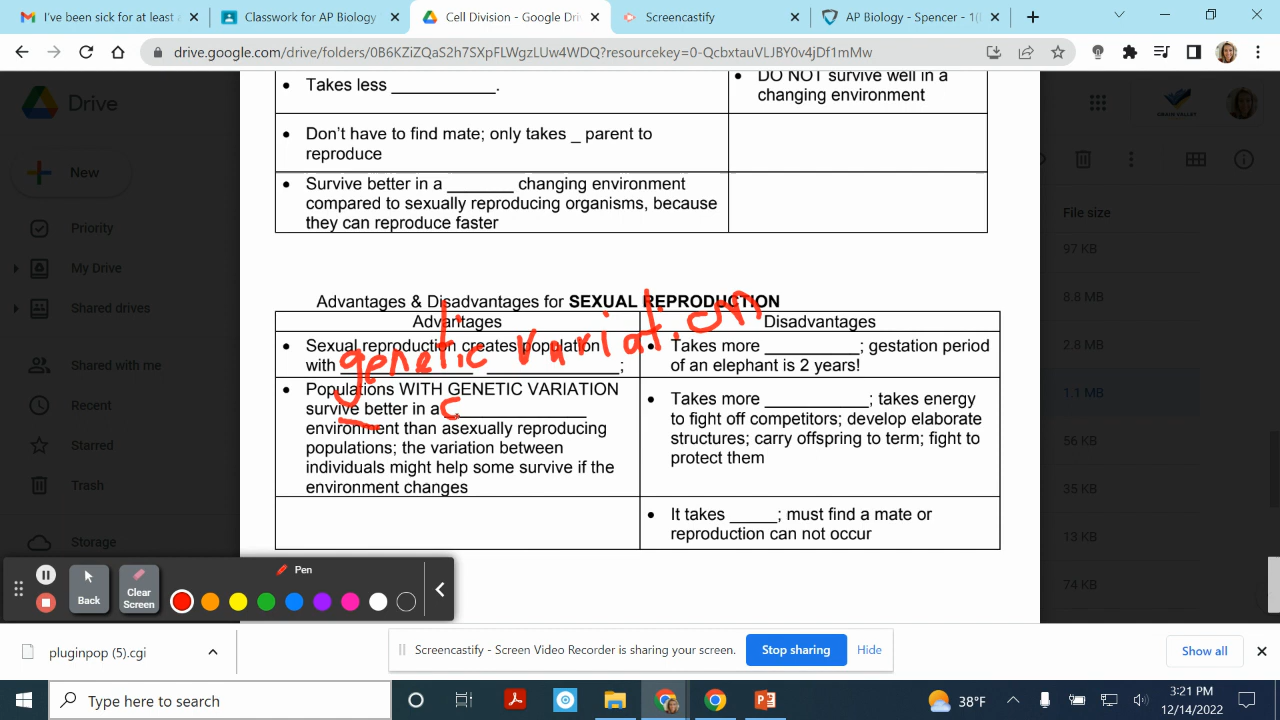 I've been sick for at least a
Classwork for AP Biology
Cell Division - Google Driv
Screencastify
AP Biology - Spencer - 1(
drive.google.com/drive/folders/0B6KZiZQaS2h7SXpFLWgzLUw4WDQ?resourcekey=0-QcbxtauVLJBY0v4jDf1mMw
Drive
New
Priority
My Drive
Shared drives
Shared with me
Recent
Starred
Trash
Storage
File size
97 KB
8.8 MB
2.8 MB
1.1 MB
56 KB
35 KB
13 KB
74 KB
• Takes less ___________.
• DO NOT survive well in a
changing environment
• Don't have to find mate; only takes _ parent to
reproduce
• Survive better in a _______ changing environment
compared to sexually reproducing organisms, because
they can reproduce faster
Advantages & Disadvantages for SEXUAL REPRODUCTION
Advantages
Disadvantages
• Sexual reproduction creates population
with ______________ ______________;
genetic variation
• Takes more __________; gestation period
of an elephant is 2 years!
• Populations WITH GENETIC VARIATION
survive better in a c______________
environment than asexually reproducing
populations; the variation between
individuals might help some survive if the
environment changes
• Takes more ___________; takes energy
to fight off competitors; develop elaborate
structures; carry offspring to term; fight to
protect them
• It takes _____; must find a mate or
reproduction can not occur
Pen
Back
Clear
Screen
pluginpop (5).cgi
Screencastify - Screen Video Recorder is sharing your screen.
Stop sharing
Hide
Show all
Type here to search
38°F
3:21 PM
12/14/2022